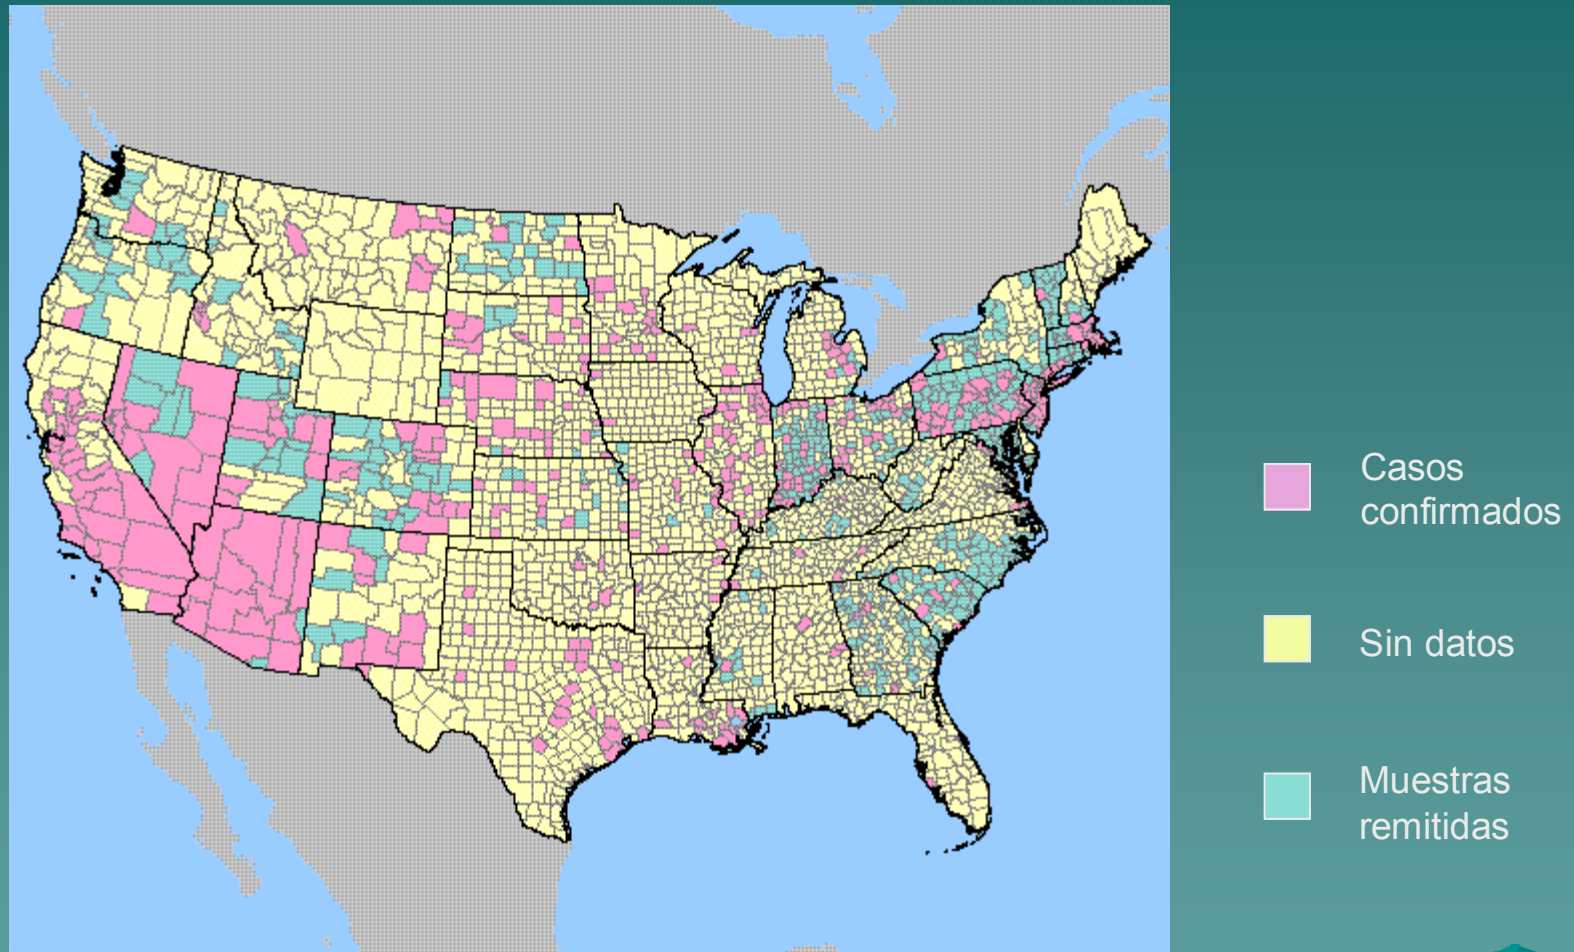 Casos
confirmados
Sin datos
Muestras
remitidas